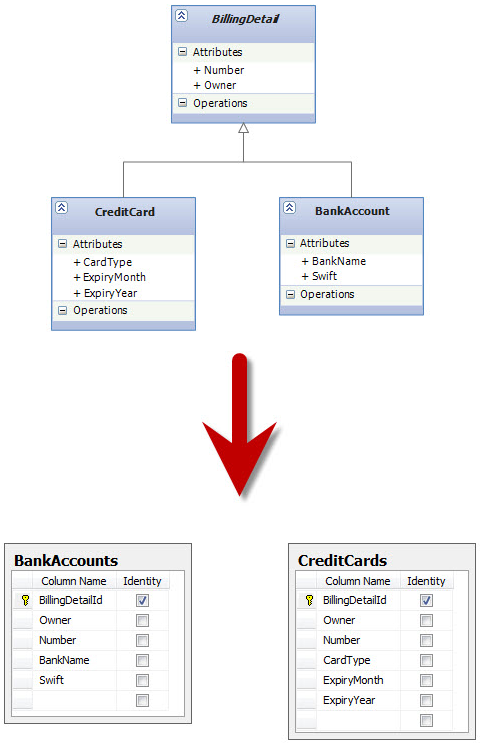 BillingDetail
Attributes
+ Number
+ Owner
Operations
CreditCard
Attributes
+ CardType
+ ExpiryMonth
+ ExpiryYear
Operations
BankAccount
Attributes
+ BankName
+ Swift
Operations
BankAccounts
Column Name Identity
BillingDetailId
Owner
Number
BankName
Swift
CreditCards
Column Name Identity
BillingDetailId
Owner
Number
CardType
ExpiryMonth
ExpiryYear